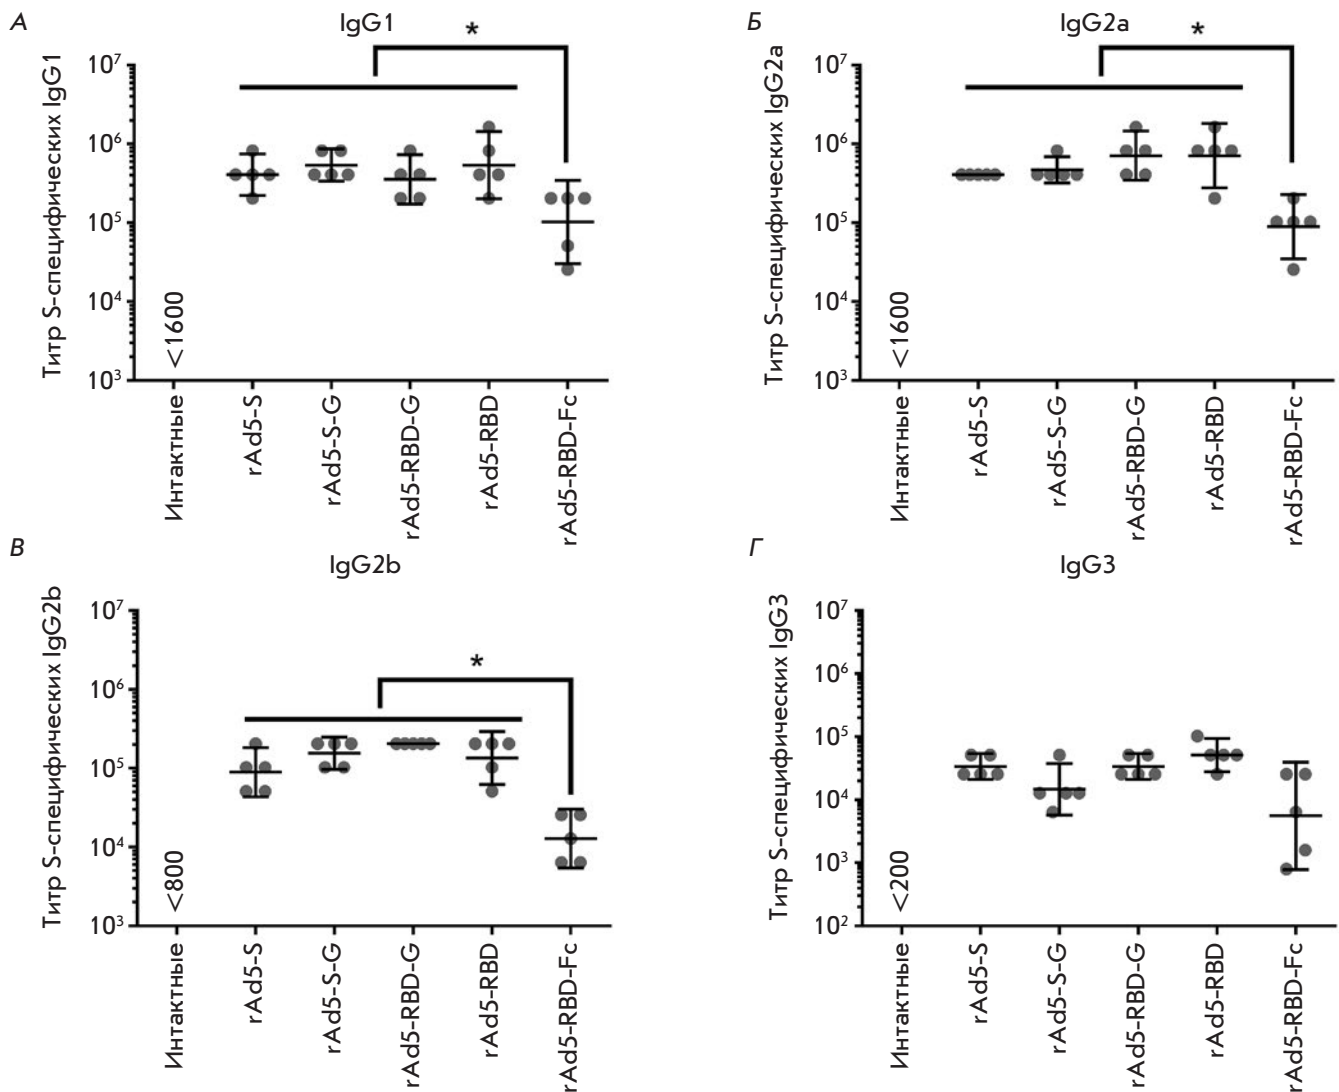 А
IgG1
*
Титр S-специфических IgG1
10⁷
10⁶
10⁵
10⁴
10³
<1600
Интактные
rAd5-S
rAd5-S-G
rAd5-RBD-G
rAd5-RBD
rAd5-RBD-Fc
Б
IgG2a
*
Титр S-специфических IgG2a
10⁷
10⁶
10⁵
10⁴
10³
<1600
Интактные
rAd5-S
rAd5-S-G
rAd5-RBD-G
rAd5-RBD
rAd5-RBD-Fc
В
IgG2b
*
Титр S-специфических IgG2b
10⁷
10⁶
10⁵
10⁴
10³
<800
Интактные
rAd5-S
rAd5-S-G
rAd5-RBD-G
rAd5-RBD
rAd5-RBD-Fc
Г
IgG3
Титр S-специфических IgG3
10⁷
10⁶
10⁵
10⁴
10³
10²
<200
Интактные
rAd5-S
rAd5-S-G
rAd5-RBD-G
rAd5-RBD
rAd5-RBD-Fc